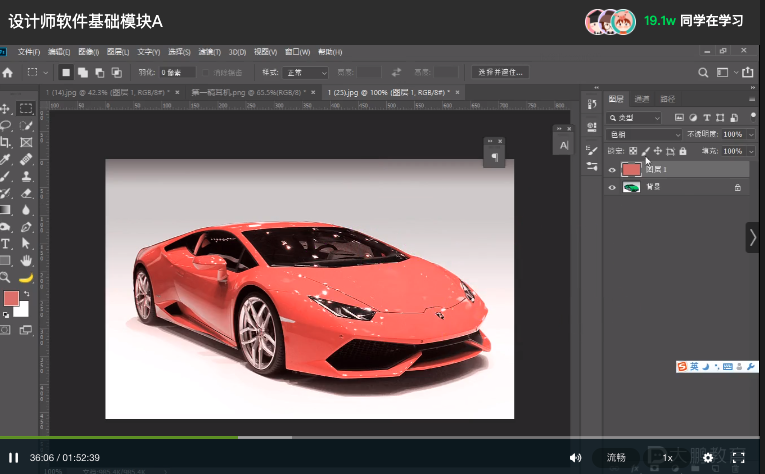 设计师软件基础模块A
19.1w 同学在学习
文件(F) 编辑(E) 图像(I) 图层(L) 文字(Y) 选择(S) 滤镜(T) 3D(D) 视图(V) 窗口(W) 帮助(H)
羽化: 0 像素 消除锯齿 样式: 正常 宽度: 高度: 选择并遮住...
1 (14).jpg @ 42.3% (图层 1, RGB/8#) * × 第一幅耳机.png @ 65.5%(RGB/8) * × 1 (25).jpg @ 100% (图层 1, RGB/8#) * ×
图层 通道 路径
类型
色相 不透明度: 100%
锁定: 填充: 100%
图层 1
背景
A|
英
36:06 / 01:52:39
流畅 1x
大鹏教育
100%